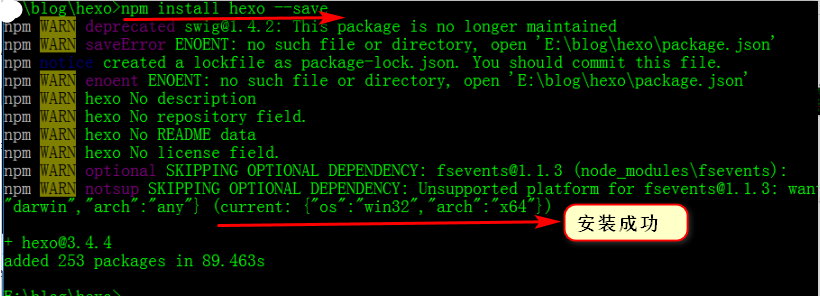 \blog\hexo>npm install hexo --save
npm WARN deprecated swig@1.4.2: This package is no longer maintained
npm WARN saveError ENOENT: no such file or directory, open 'E:\blog\hexo\package.json'
npm notice created a lockfile as package-lock.json. You should commit this file.
npm WARN enoent ENOENT: no such file or directory, open 'E:\blog\hexo\package.json'
npm WARN hexo No description
npm WARN hexo No repository field.
npm WARN hexo No README data
npm WARN hexo No license field.
npm WARN optional SKIPPING OPTIONAL DEPENDENCY: fsevents@1.1.3 (node_modules\fsevents):
npm WARN notsup SKIPPING OPTIONAL DEPENDENCY: Unsupported platform for fsevents@1.1.3: wan
"darwin","arch":"any"} (current: {"os":"win32","arch":"x64"})
安装成功
+ hexo@3.4.4
added 253 packages in 89.463s
E:\blog\hexo>